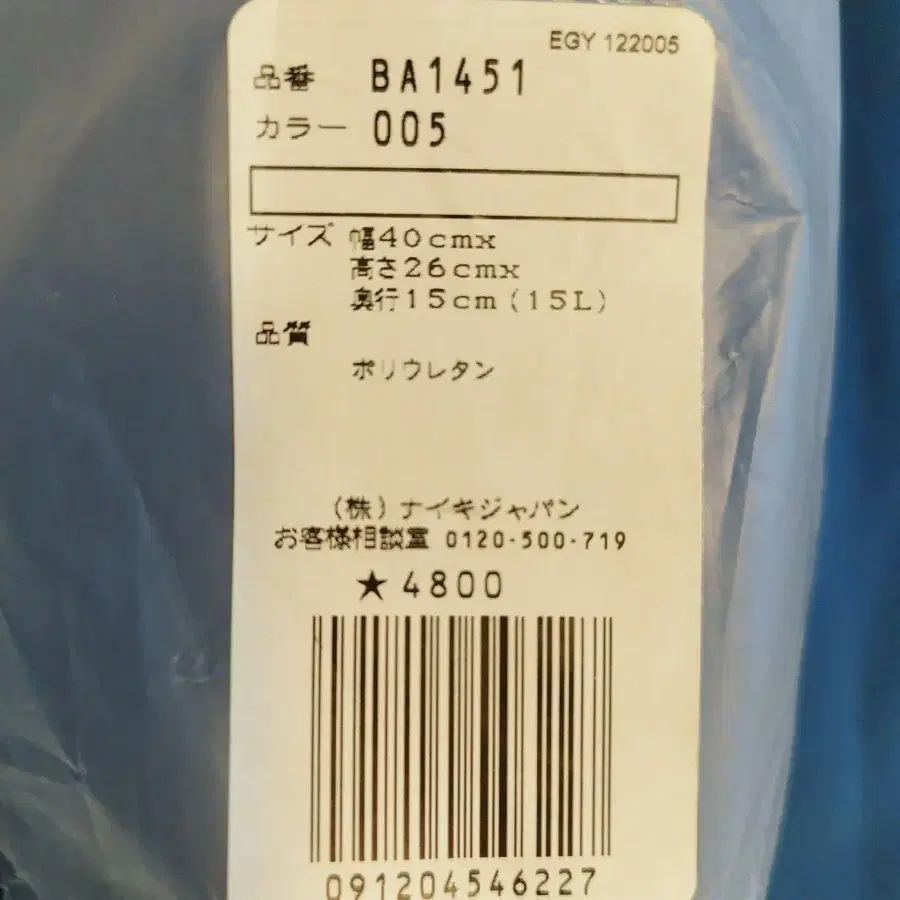 EGY 122005
品番 BA1451
カラー 005
サイズ 幅40cmx
高さ26cmx
奥行15cm(15L)
品質
ポリウレタン
(株)ナイキジャパン
お客様相談室 0120-500-719
★4800
091204546227